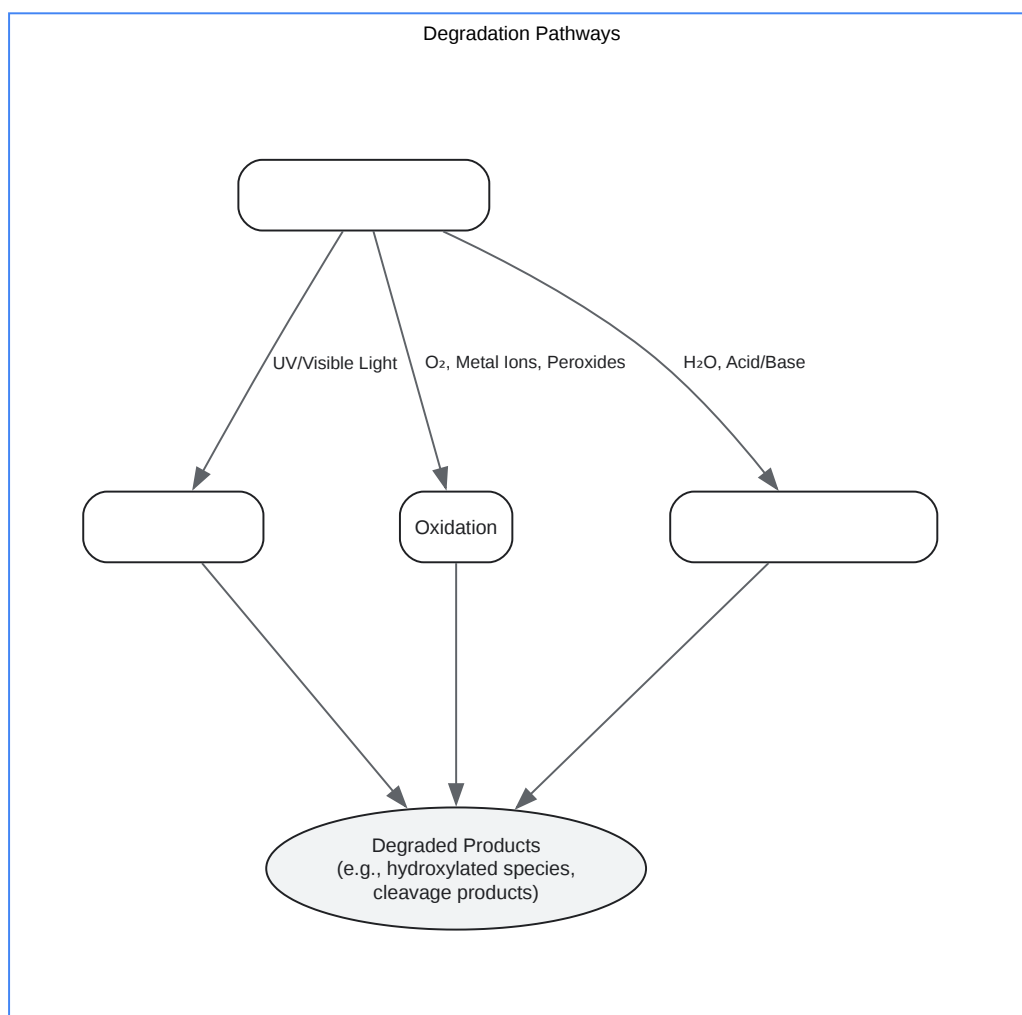 Degradation Pathways
UV/Visible Light
O₂, Metal Ions, Peroxides
H₂O, Acid/Base
Oxidation
Degraded Products
(e.g., hydroxylated species,
cleavage products)